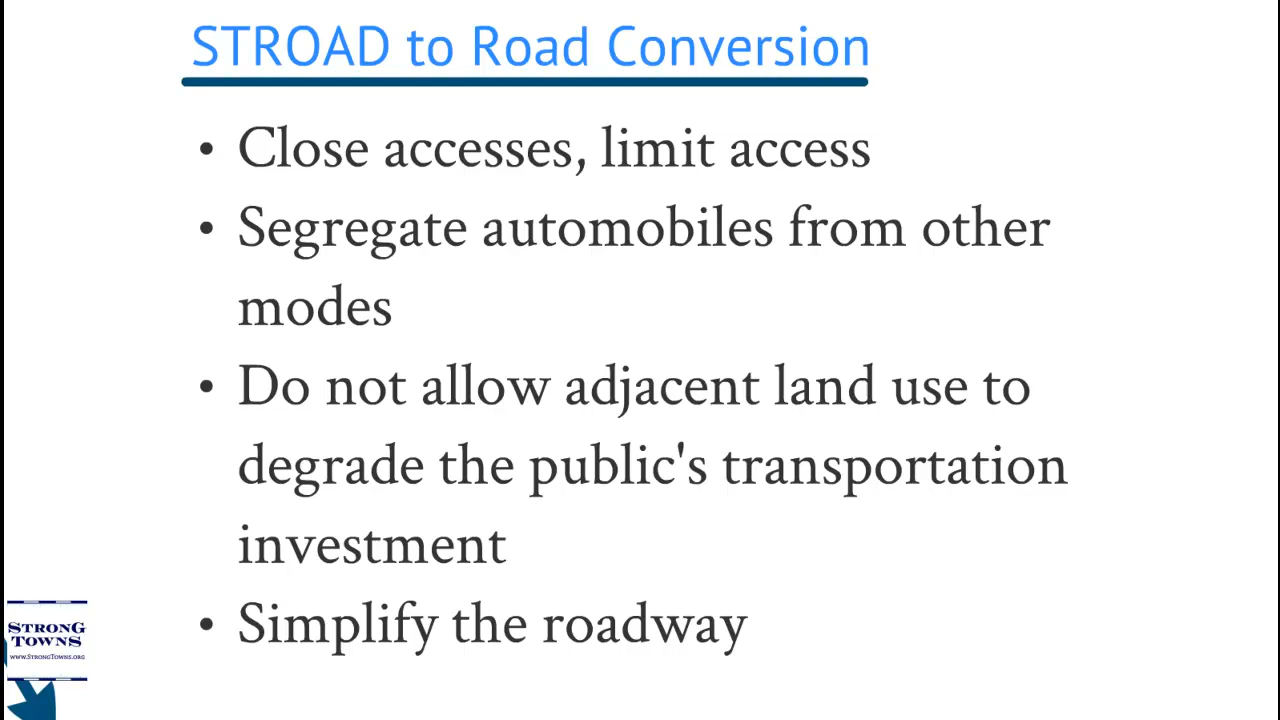 STROAD to Road Conversion
• Close accesses, limit access
• Segregate automobiles from other
modes
• Do not allow adjacent land use to
degrade the public's transportation
investment
• Simplify the roadway
STRONG
TOWNS
www.StrongTowns.org